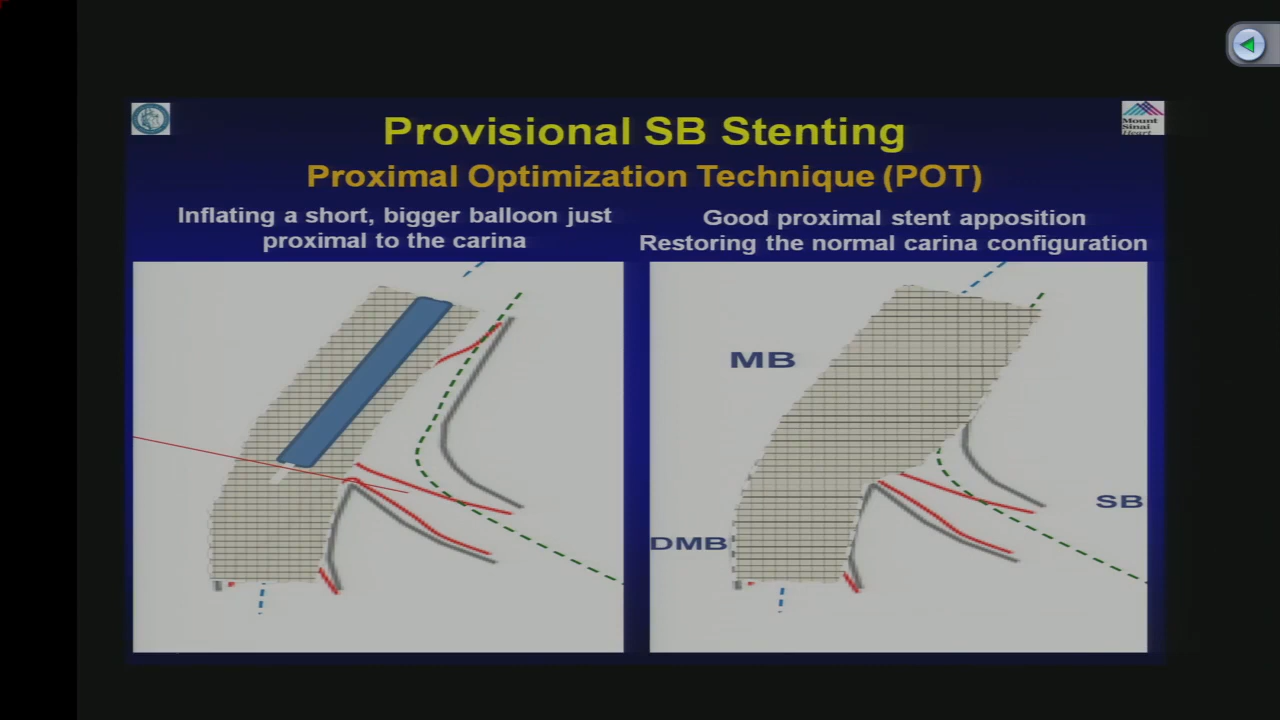 Provisional SB Stenting
Proximal Optimization Technique (POT)
Inflating a short, bigger balloon just
proximal to the carina
Good proximal stent apposition
Restoring the normal carina configuration
MB
SB
DMB
Mount
Sinai
Heart